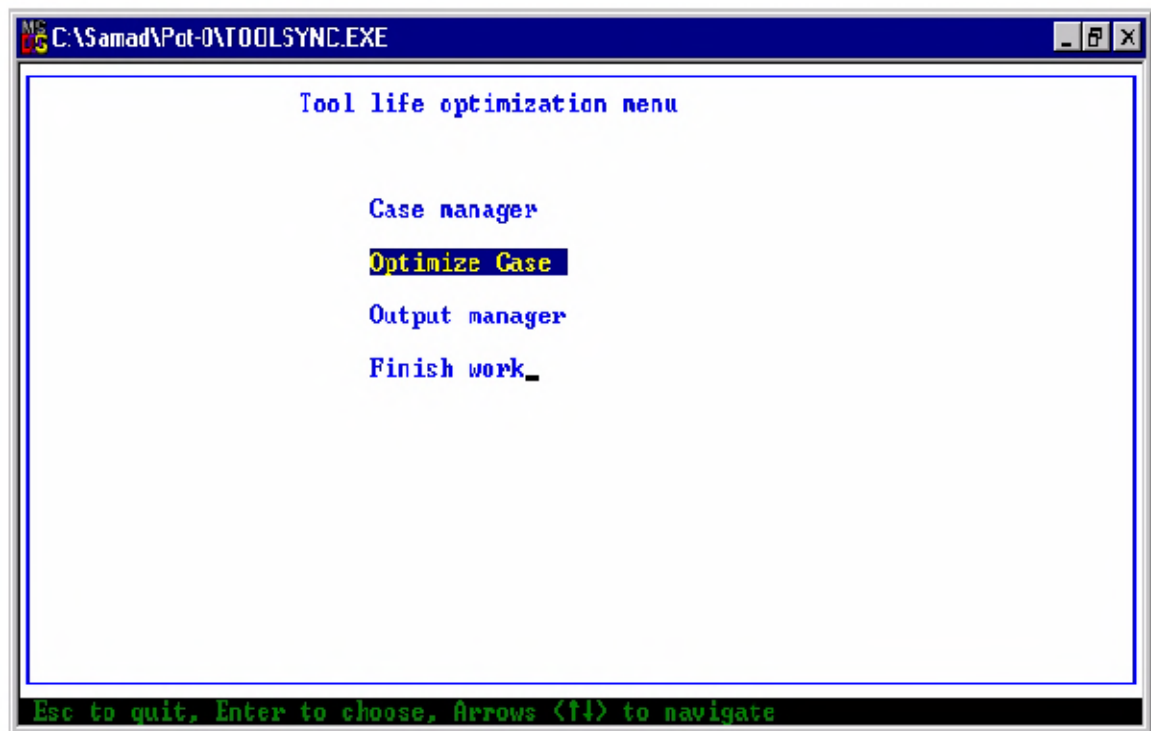 C:\Samad\Pot-0\TOOLSYNC.EXE
Tool life optimization menu
Case manager
Optimize Case
Output manager
Finish work_
Esc to quit, Enter to choose, Arrows <↑↓> to navigate